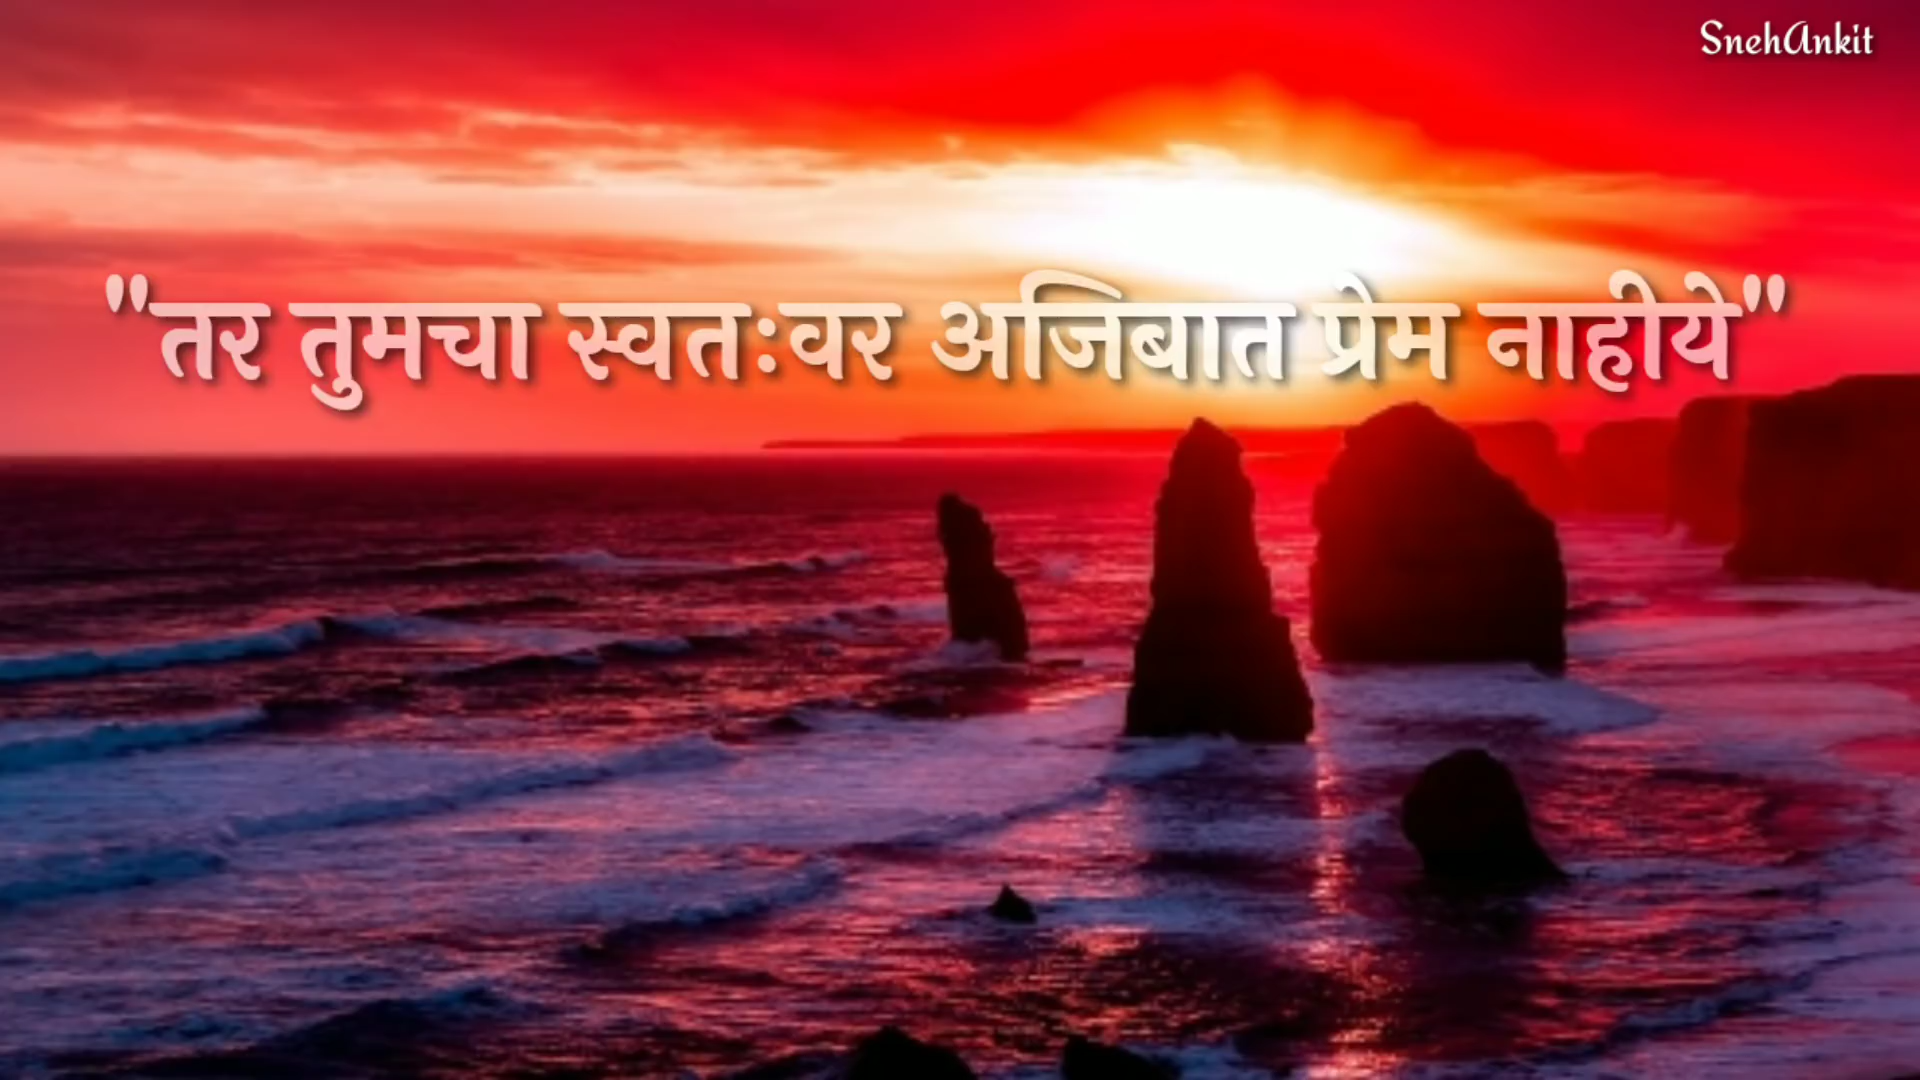 SnehAnkit
"तर तुमचा स्वतःवर अजिबात प्रेम नाहीये"